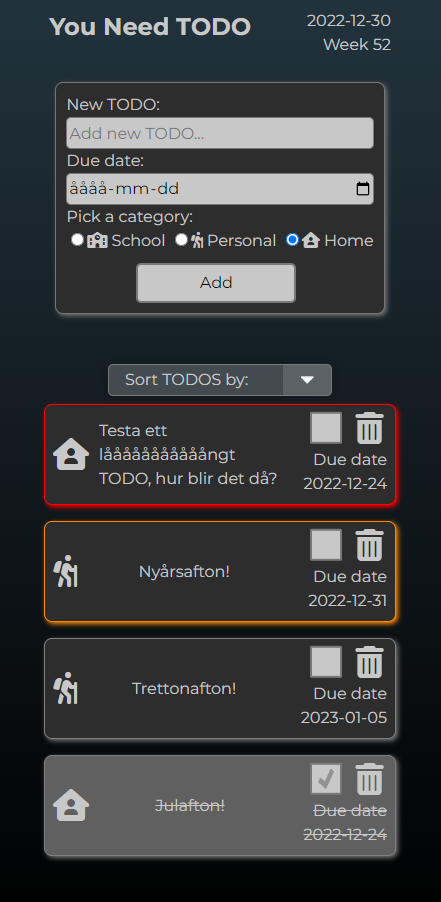 You Need TODO
2022-12-30
Week 52
New TODO:
Add new TODO...
Due date:
åååå-mm-dd
Pick a category:
School Personal Home
Add
Sort TODOS by:
Testa ett
lååååååååååångt
TODO, hur blir det då?
Due date
2022-12-24
Nyårsafton!
Due date
2022-12-31
Trettonafton!
Due date
2023-01-05
Julafton!
Due date
2022-12-24